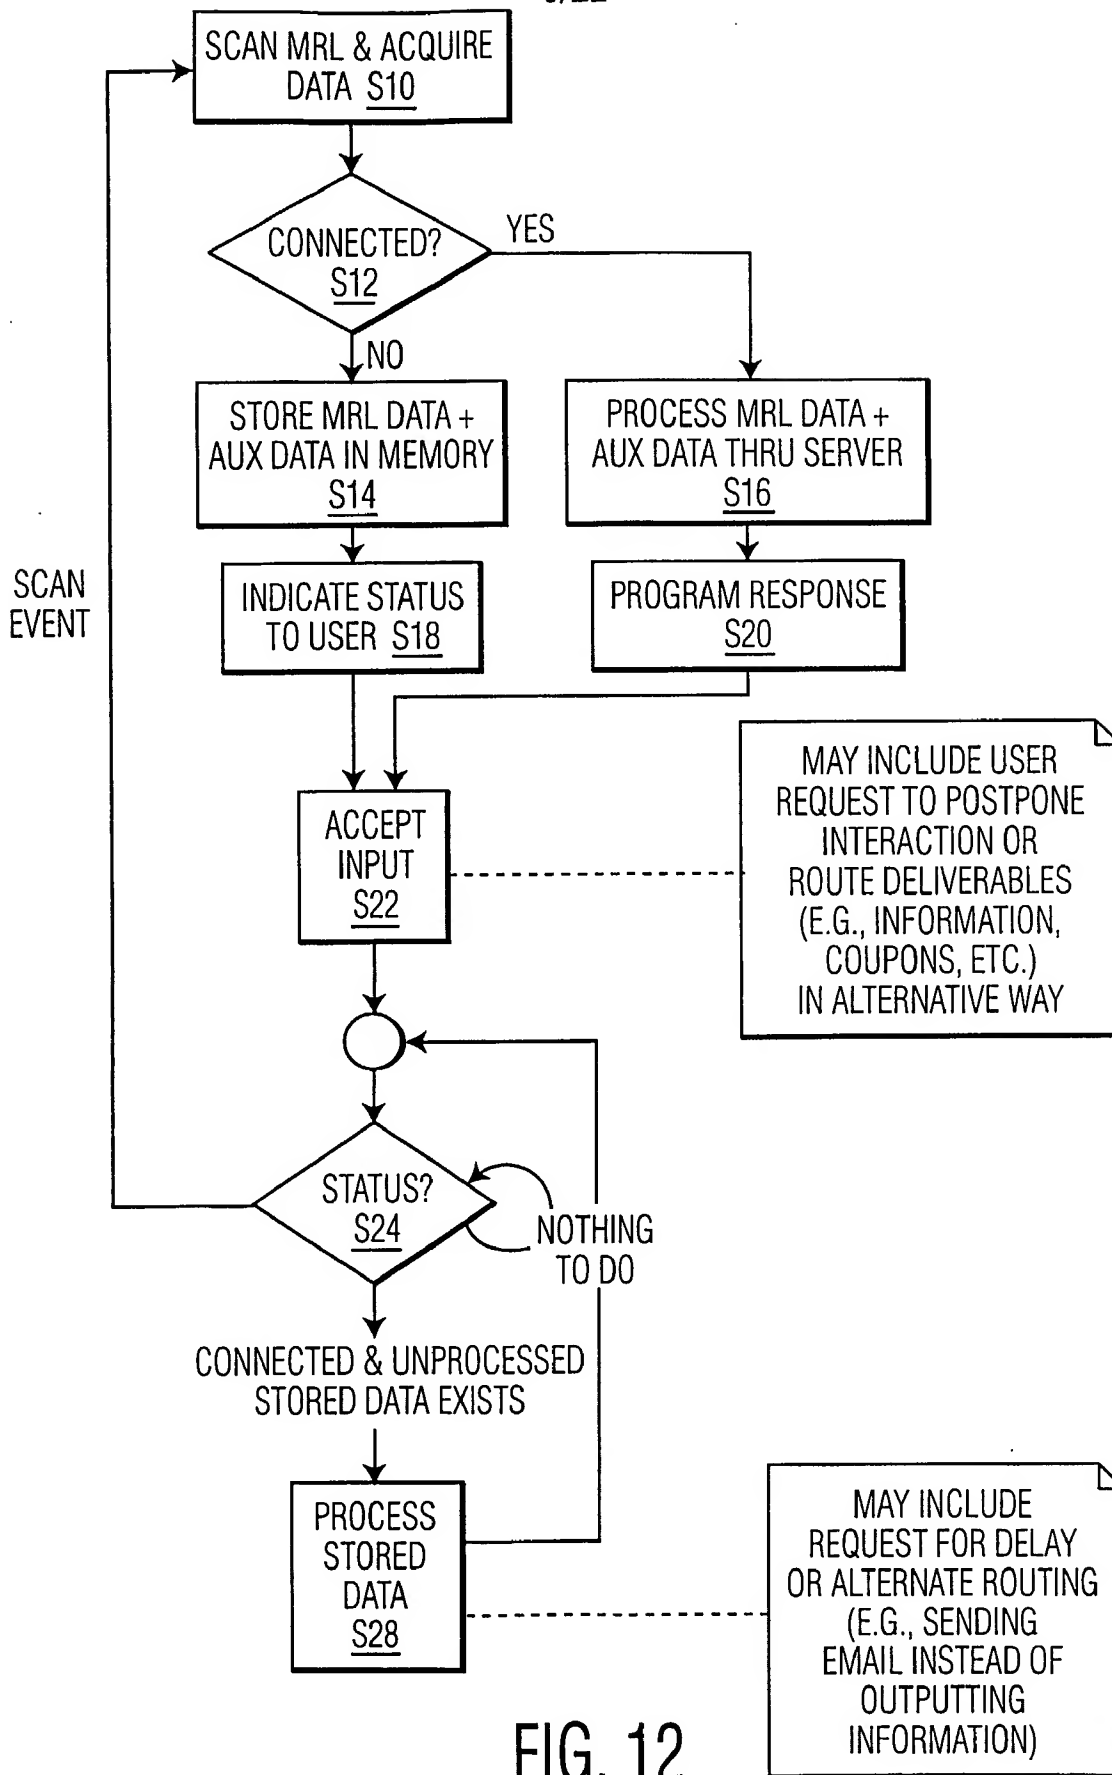 SCAN MRL & ACQUIRE
DATA S10
CONNECTED?
S12
YES
NO
STORE MRL DATA +
AUX DATA IN MEMORY
S14
PROCESS MRL DATA +
AUX DATA THRU SERVER
S16
SCAN
EVENT
INDICATE STATUS
TO USER S18
PROGRAM RESPONSE
S20
ACCEPT
INPUT
S22
MAY INCLUDE USER
REQUEST TO POSTPONE
INTERACTION OR
ROUTE DELIVERABLES
(E.G., INFORMATION,
COUPONS, ETC.)
IN ALTERNATIVE WAY
STATUS?
S24
NOTHING
TO DO
CONNECTED & UNPROCESSED
STORED DATA EXISTS
PROCESS
STORED
DATA
S28
MAY INCLUDE
REQUEST FOR DELAY
OR ALTERNATE ROUTING
(E.G., SENDING
EMAIL INSTEAD OF
OUTPUTTING
INFORMATION)
FIG. 12